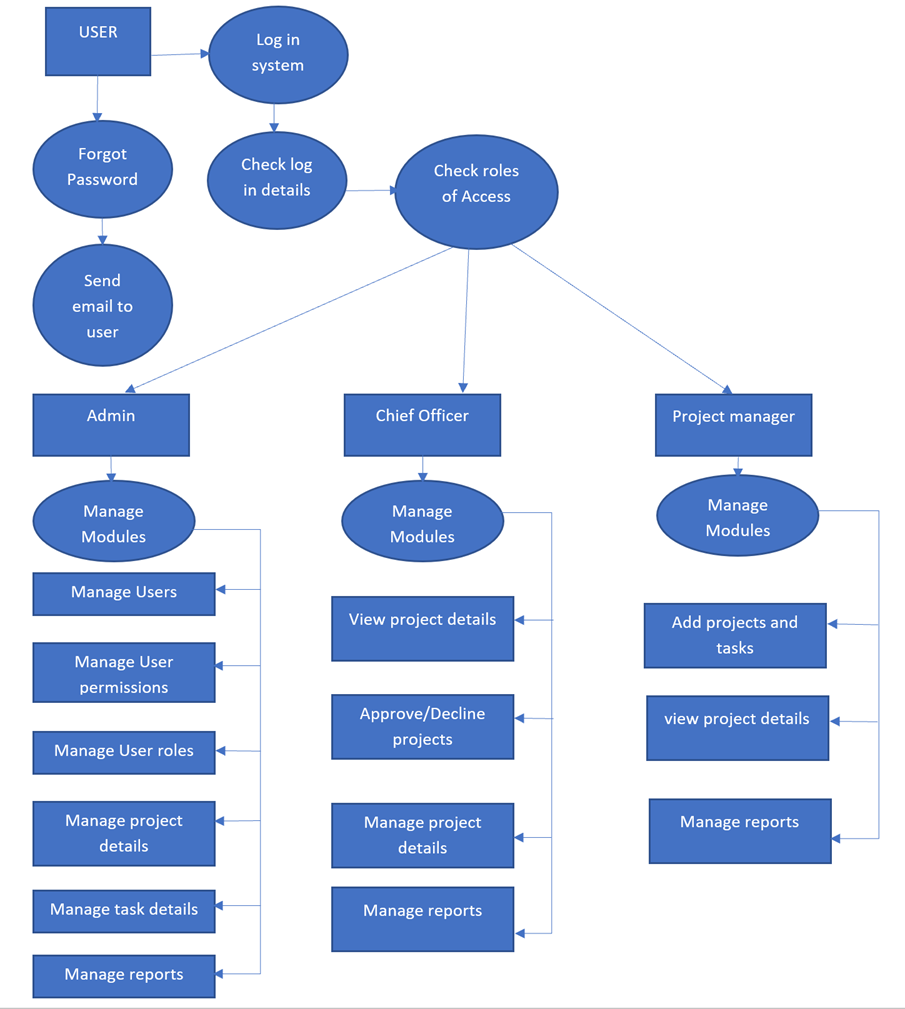 USER
Log in
system
Forgot
Password
Check log
in details
Check roles
of Access
Send
email to
user
Admin
Chief Officer
Project manager
Manage
Modules
Manage
Modules
Manage
Modules
Manage Users
Manage User
permissions
Manage User roles
Manage project
details
Manage task details
Manage reports
View project details
Approve/Decline
projects
Manage project
details
Manage reports
Add projects and
tasks
view project details
Manage reports